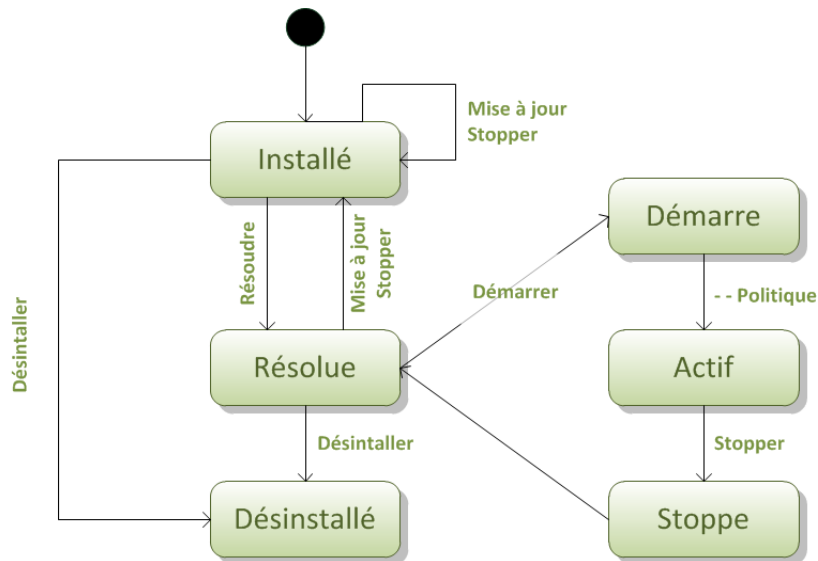 Mise à jour
Stopper
Installé
Démarre
Résoudre
Mise à jour
Stopper
Démarrer
- - Politique
Désintaller
Résolue
Actif
Désintaller
Stopper
Désinstallé
Stoppe